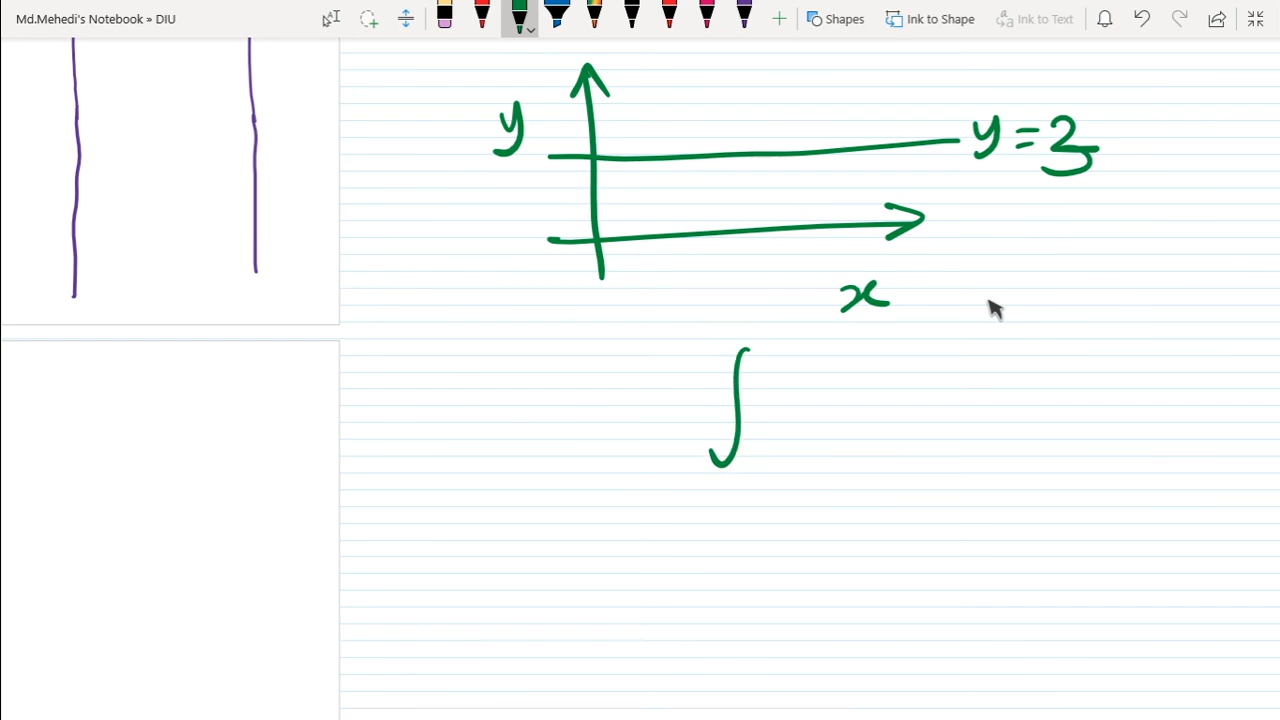 Md.Mehedi's Notebook » DIU
Shapes
Ink to Shape
Ink to Text
y
y = 3
x
∫